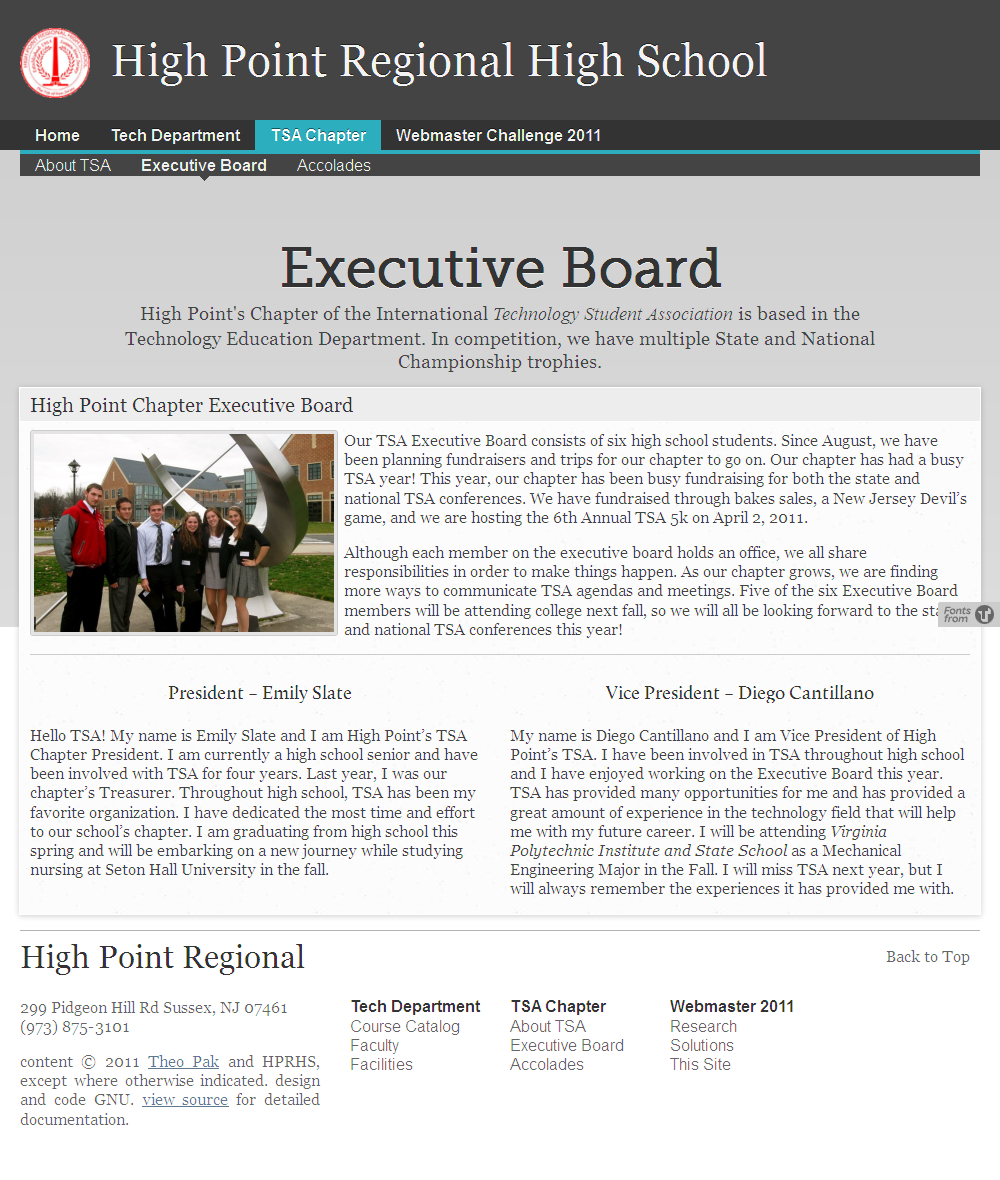 High Point Regional High School
Home Tech Department TSA Chapter Webmaster Challenge 2011
About TSA Executive Board Accolades
Executive Board
High Point's Chapter of the International Technology Student Association is based in the
Technology Education Department. In competition, we have multiple State and National
Championship trophies.
High Point Chapter Executive Board
Our TSA Executive Board consists of six high school students. Since August, we have
been planning fundraisers and trips for our chapter to go on. Our chapter has had a busy
TSA year! This year, our chapter has been busy fundraising for both the state and
national TSA conferences. We have fundraised through bakes sales, a New Jersey Devil’s
game, and we are hosting the 6th Annual TSA 5k on April 2, 2011.
Although each member on the executive board holds an office, we all share
responsibilities in order to make things happen. As our chapter grows, we are finding
more ways to communicate TSA agendas and meetings. Five of the six Executive Board
members will be attending college next fall, so we will all be looking forward to the
and national TSA conferences this year!
Fonts
from
President – Emily Slate
Hello TSA! My name is Emily Slate and I am High Point’s TSA
Chapter President. I am currently a high school senior and have
been involved with TSA for four years. Last year, I was our
chapter’s Treasurer. Throughout high school, TSA has been my
favorite organization. I have dedicated the most time and effort
to our school’s chapter. I am graduating from high school this
spring and will be embarking on a new journey while studying
nursing at Seton Hall University in the fall.
Vice President – Diego Cantillano
My name is Diego Cantillano and I am Vice President of High
Point’s TSA. I have been involved in TSA throughout high school
and I have enjoyed working on the Executive Board this year.
TSA has provided many opportunities for me and has provided a
great amount of experience in the technology field that will help
me with my future career. I will be attending Virginia
Polytechnic Institute and State School as a Mechanical
Engineering Major in the Fall. I will miss TSA next year, but I
will always remember the experiences it has provided me with.
High Point Regional
Back to Top
299 Pidgeon Hill Rd Sussex, NJ 07461
(973) 875-3101
content © 2011 Theo Pak and HPRHS,
except where otherwise indicated. design
and code GNU. view source for detailed
documentation.
Tech Department
Course Catalog
Faculty
Facilities
TSA Chapter
About TSA
Executive Board
Accolades
Webmaster 2011
Research
Solutions
This Site